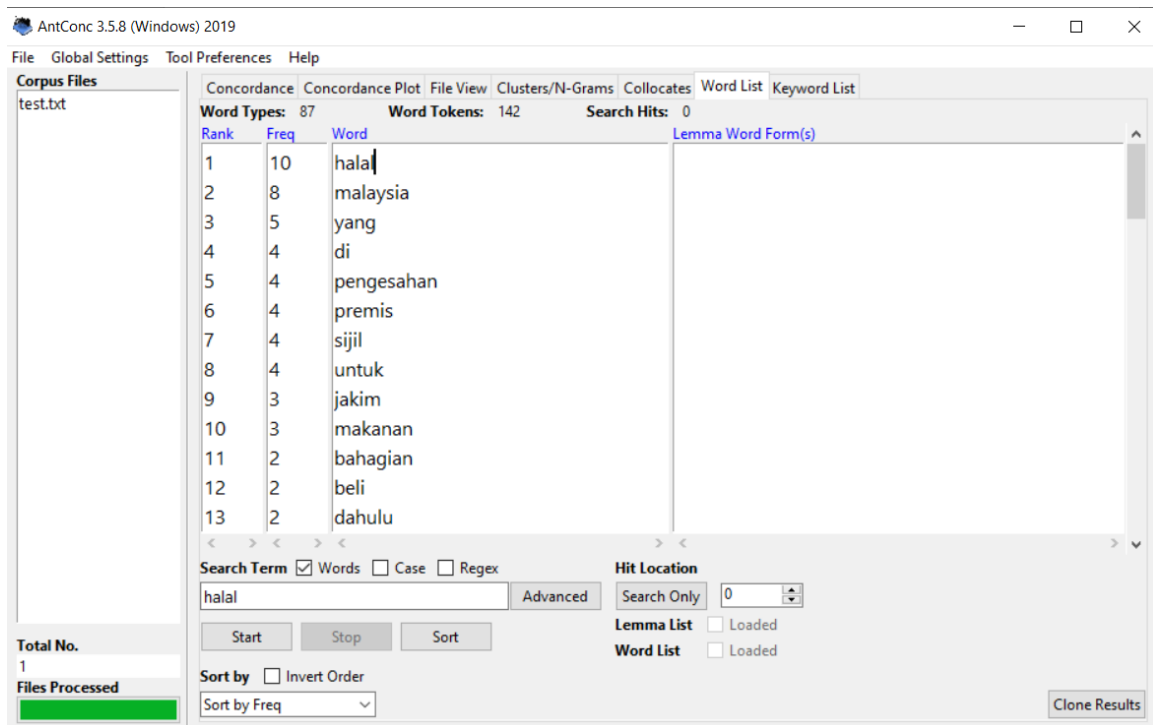 AntConc 3.5.8 (Windows) 2019
File Global Settings Tool Preferences Help
Corpus Files
test.txt
Concordance Concordance Plot File View Clusters/N-Grams Collocates Word List Keyword List
Word Types: 87 Word Tokens: 142 Search Hits: 0
Rank Freq Word Lemma Word Form(s)
1 10 halal
2 8 malaysia
3 5 yang
4 4 di
5 4 pengesahan
6 4 premis
7 4 sijil
8 4 untuk
9 3 jakim
10 3 makanan
11 2 bahagian
12 2 beli
13 2 dahulu
Search Term Words Case Regex Hit Location
halal Advanced Search Only 0
Lemma List Loaded
Start Stop Sort
Word List Loaded
Total No.
1
Sort by Invert Order
Files Processed
Sort by Freq Clone Results